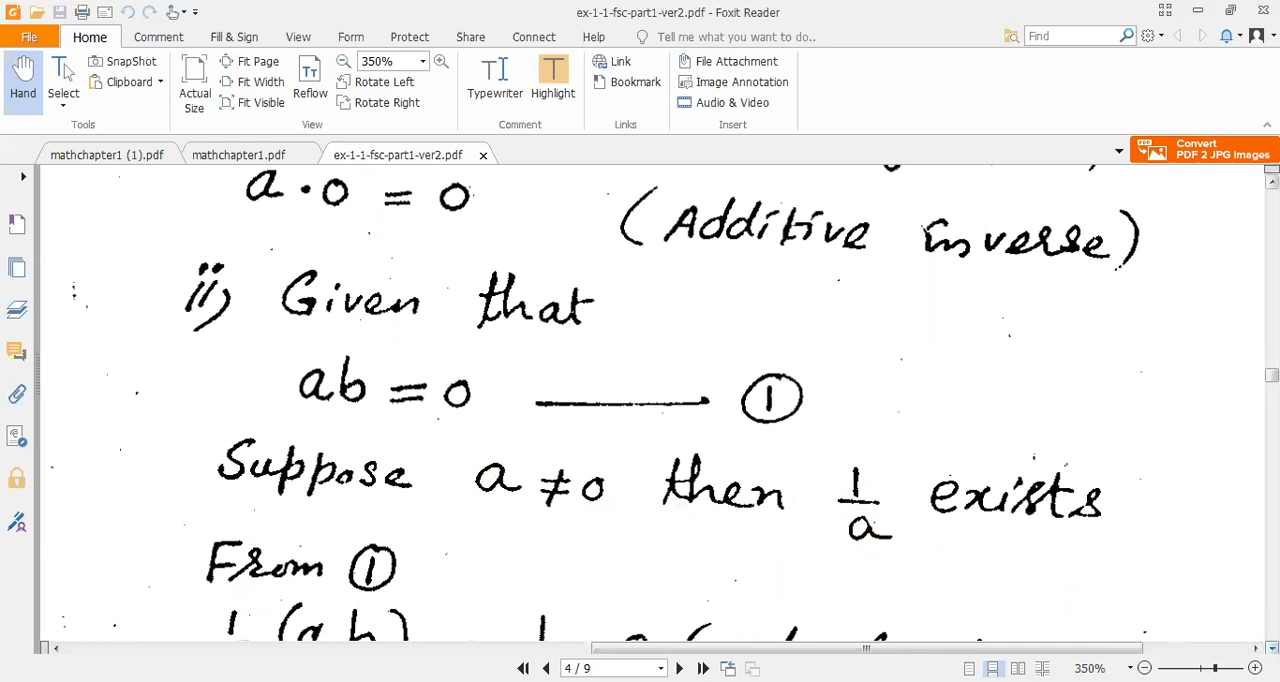 ex-1-1-fsc-part1-ver2.pdf - Foxit Reader
File Home Comment Fill & Sign View Form Protect Share Connect Help Tell me what you want to do.. Find
Hand Select SnapShot Clipboard Actual Size Fit Page Fit Width Fit Visible Reflow 350% Rotate Left Rotate Right Typewriter Highlight Link Bookmark File Attachment Image Annotation Audio & Video
Tools View Comment Links Insert
mathchapter1 (1).pdf mathchapter1.pdf ex-1-1-fsc-part1-ver2.pdf Convert PDF 2 JPG Images
a · 0 = 0
(Additive inverse)
ii) Given that
ab = 0 ——— ①
Suppose a ≠ 0 then 1/a exists
From ①
4 / 9 350%